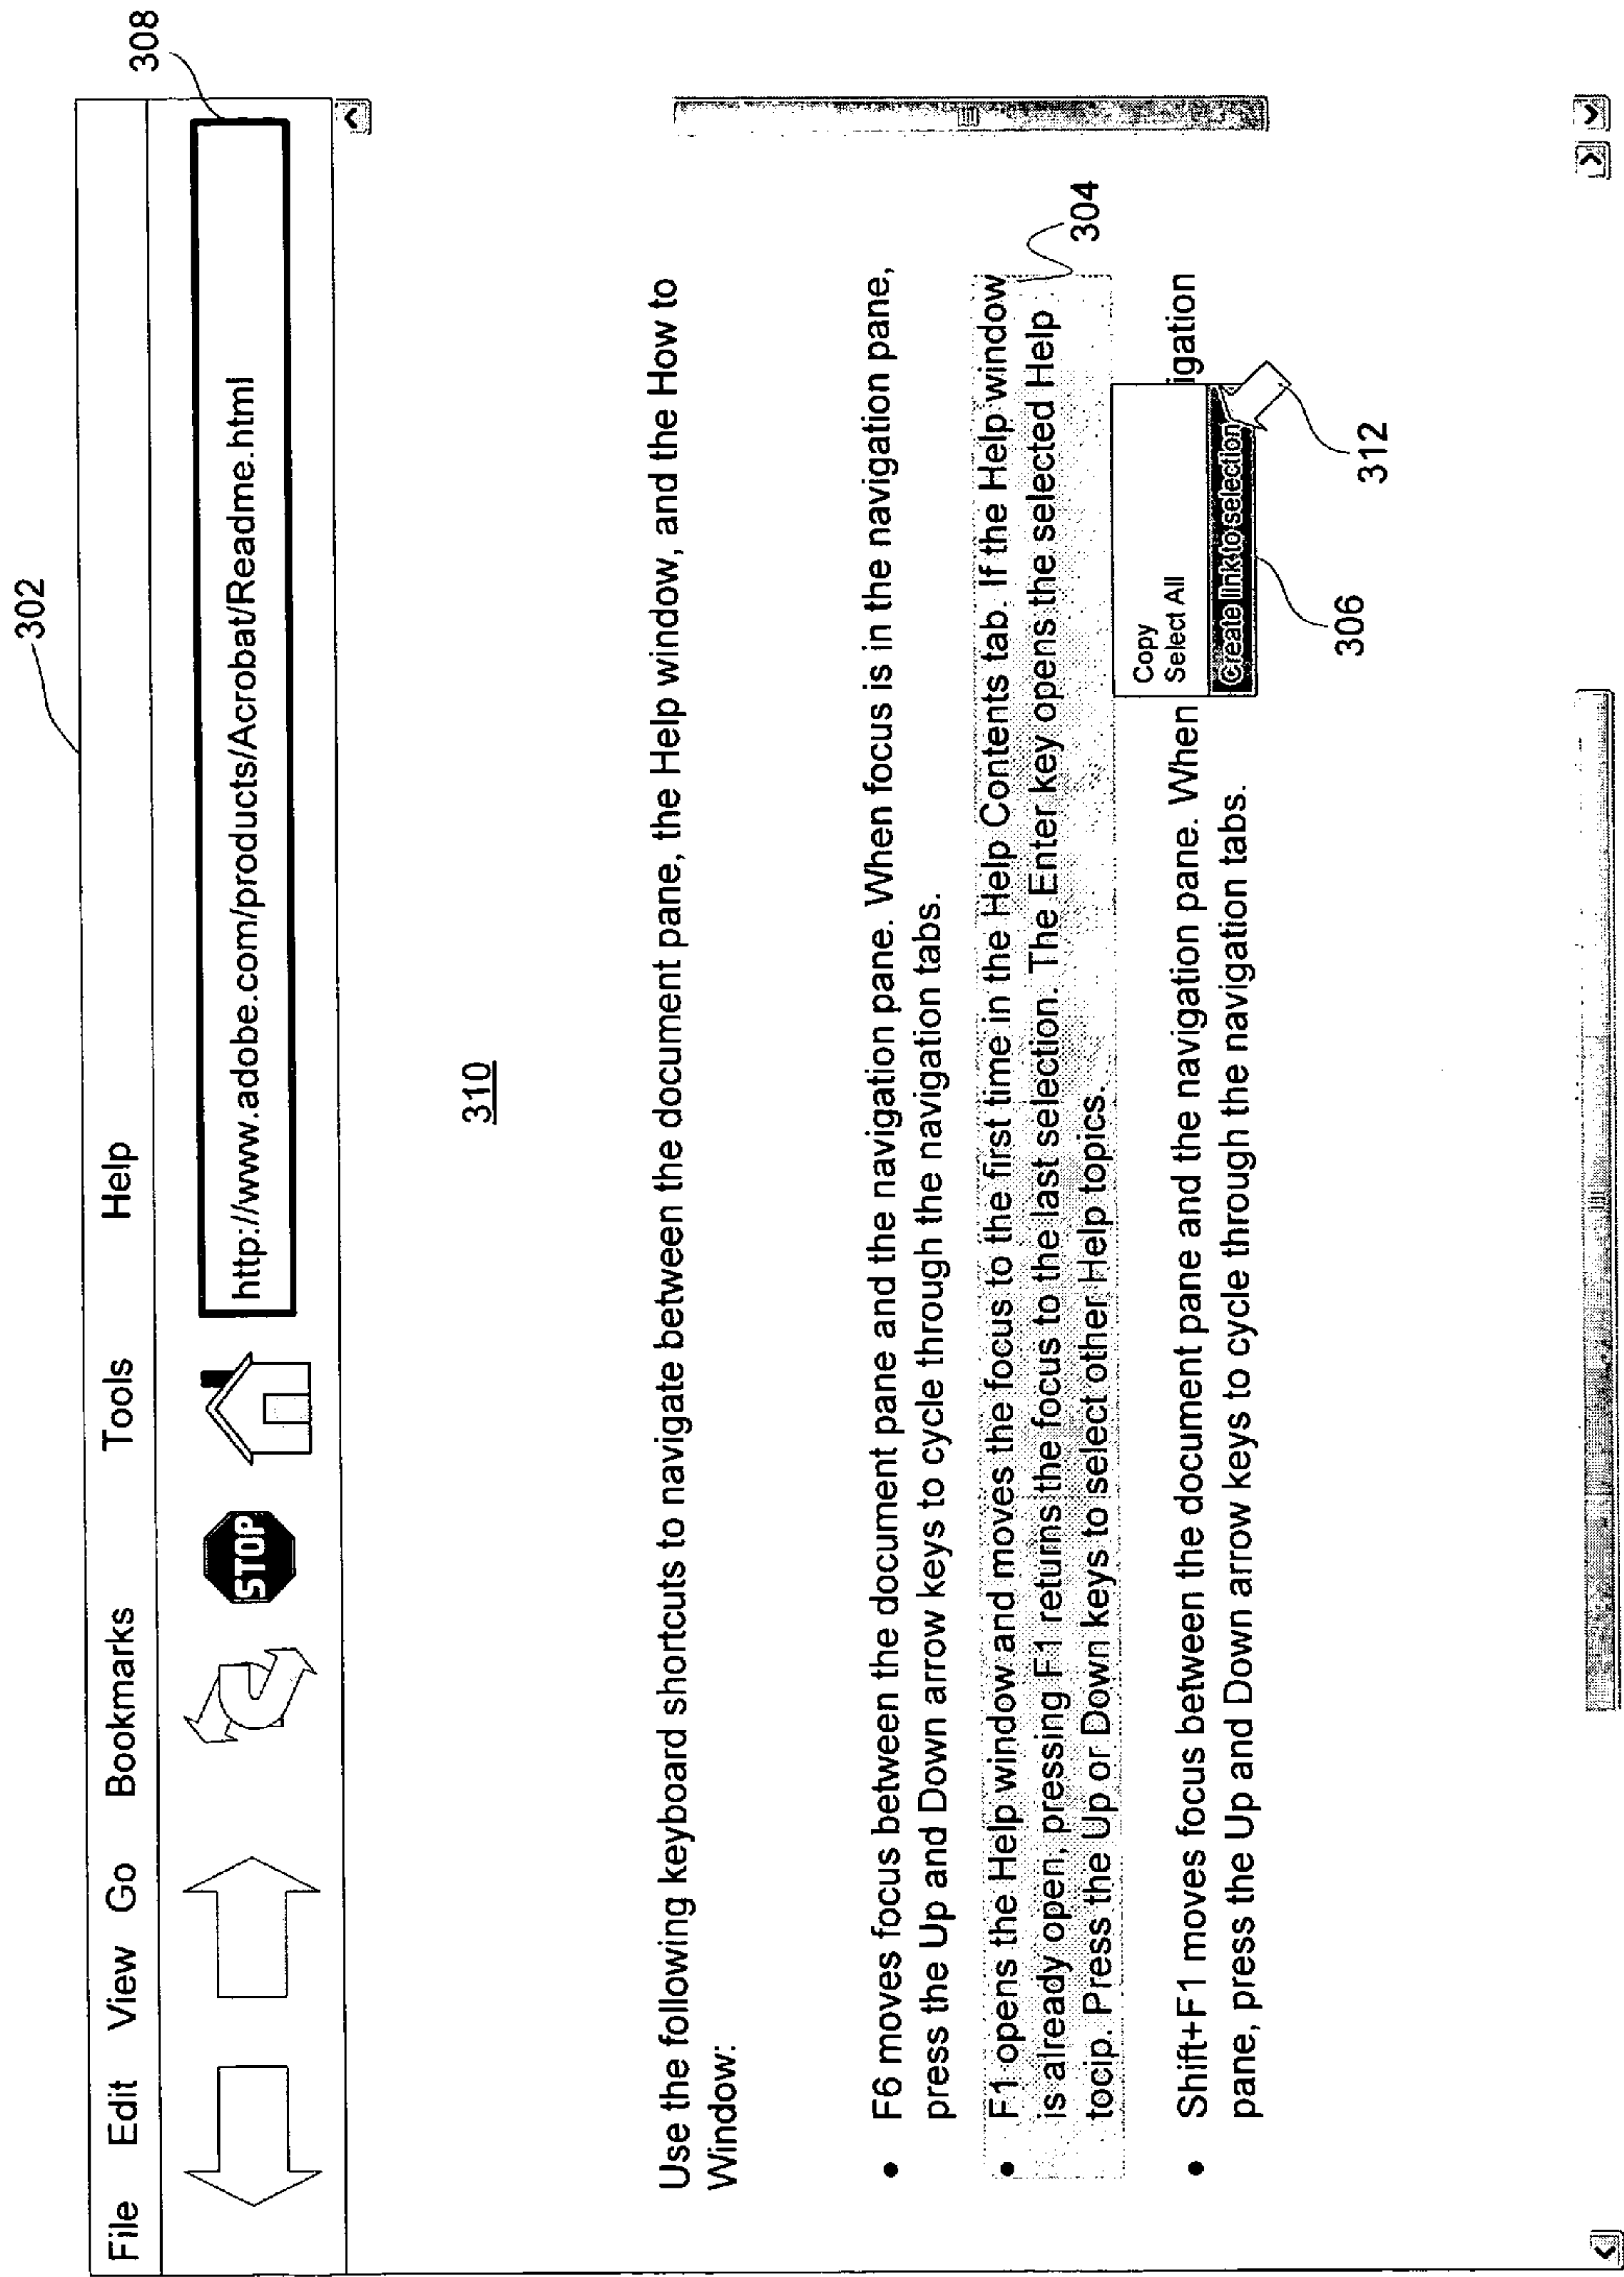 302
308
File Edit View Go Bookmarks Tools Help
STOP
http://www.adobe.com/products/Acrobat/Readme.html
310
Use the following keyboard shortcuts to navigate between the document pane, the Help window, and the How to
Window:
• F6 moves focus between the document pane and the navigation pane. When focus is in the navigation pane,
press the Up and Down arrow keys to cycle through the navigation tabs.
• F1 opens the Help window and moves the focus to the first time in the Help Contents tab. If the Help window
is already open, pressing F1 returns the focus to the last selection. The Enter key opens the selected Help
tocip. Press the Up or Down keys to select other Help topics.
304
• Shift+F1 moves focus between the document pane and the navigation pane. When igation
pane, press the Up and Down arrow keys to cycle through the navigation tabs.
Copy
Select All
Create link to selection
306
312